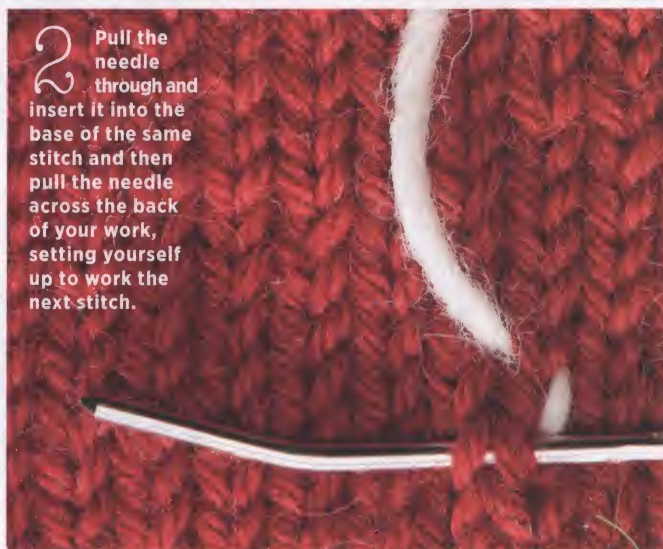 2 Pull the
needle
through and
insert it into the
base of the same
stitch and then
pull the needle
across the back
of your work,
setting yourself
up to work the
next stitch.